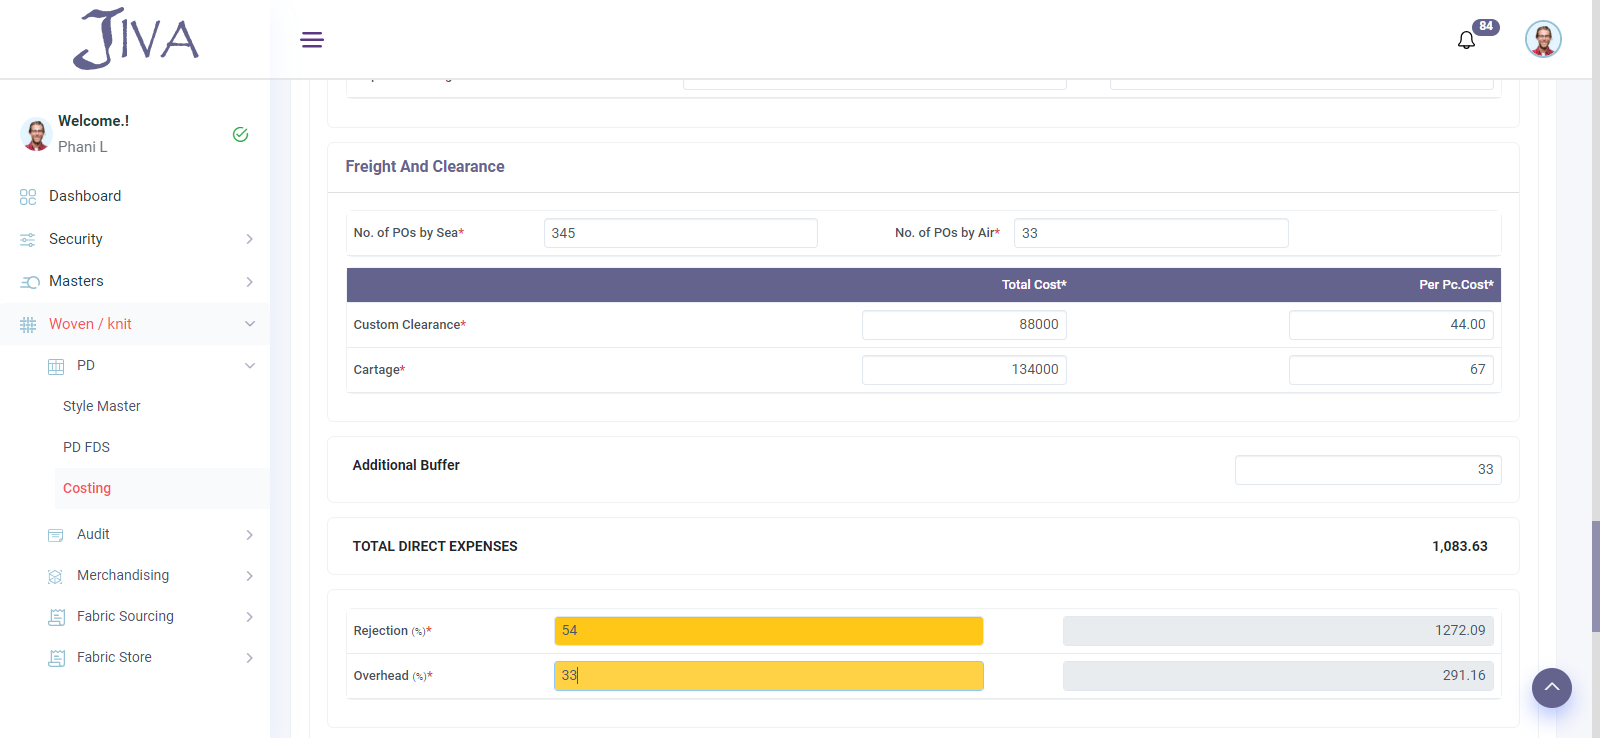 JIVA
84
Welcome.!
Phani L
Dashboard
Security
Masters
Woven / knit
PD
Style Master
PD FDS
Costing
Audit
Merchandising
Fabric Sourcing
Fabric Store
Freight And Clearance
No. of POs by Sea* 345 No. of POs by Air* 33
Total Cost* Per Pc.Cost*
Custom Clearance* 88000 44.00
Cartage* 134000 67
Additional Buffer 33
TOTAL DIRECT EXPENSES 1,083.63
Rejection (%)* 54 1272.09
Overhead (%)* 33 291.16